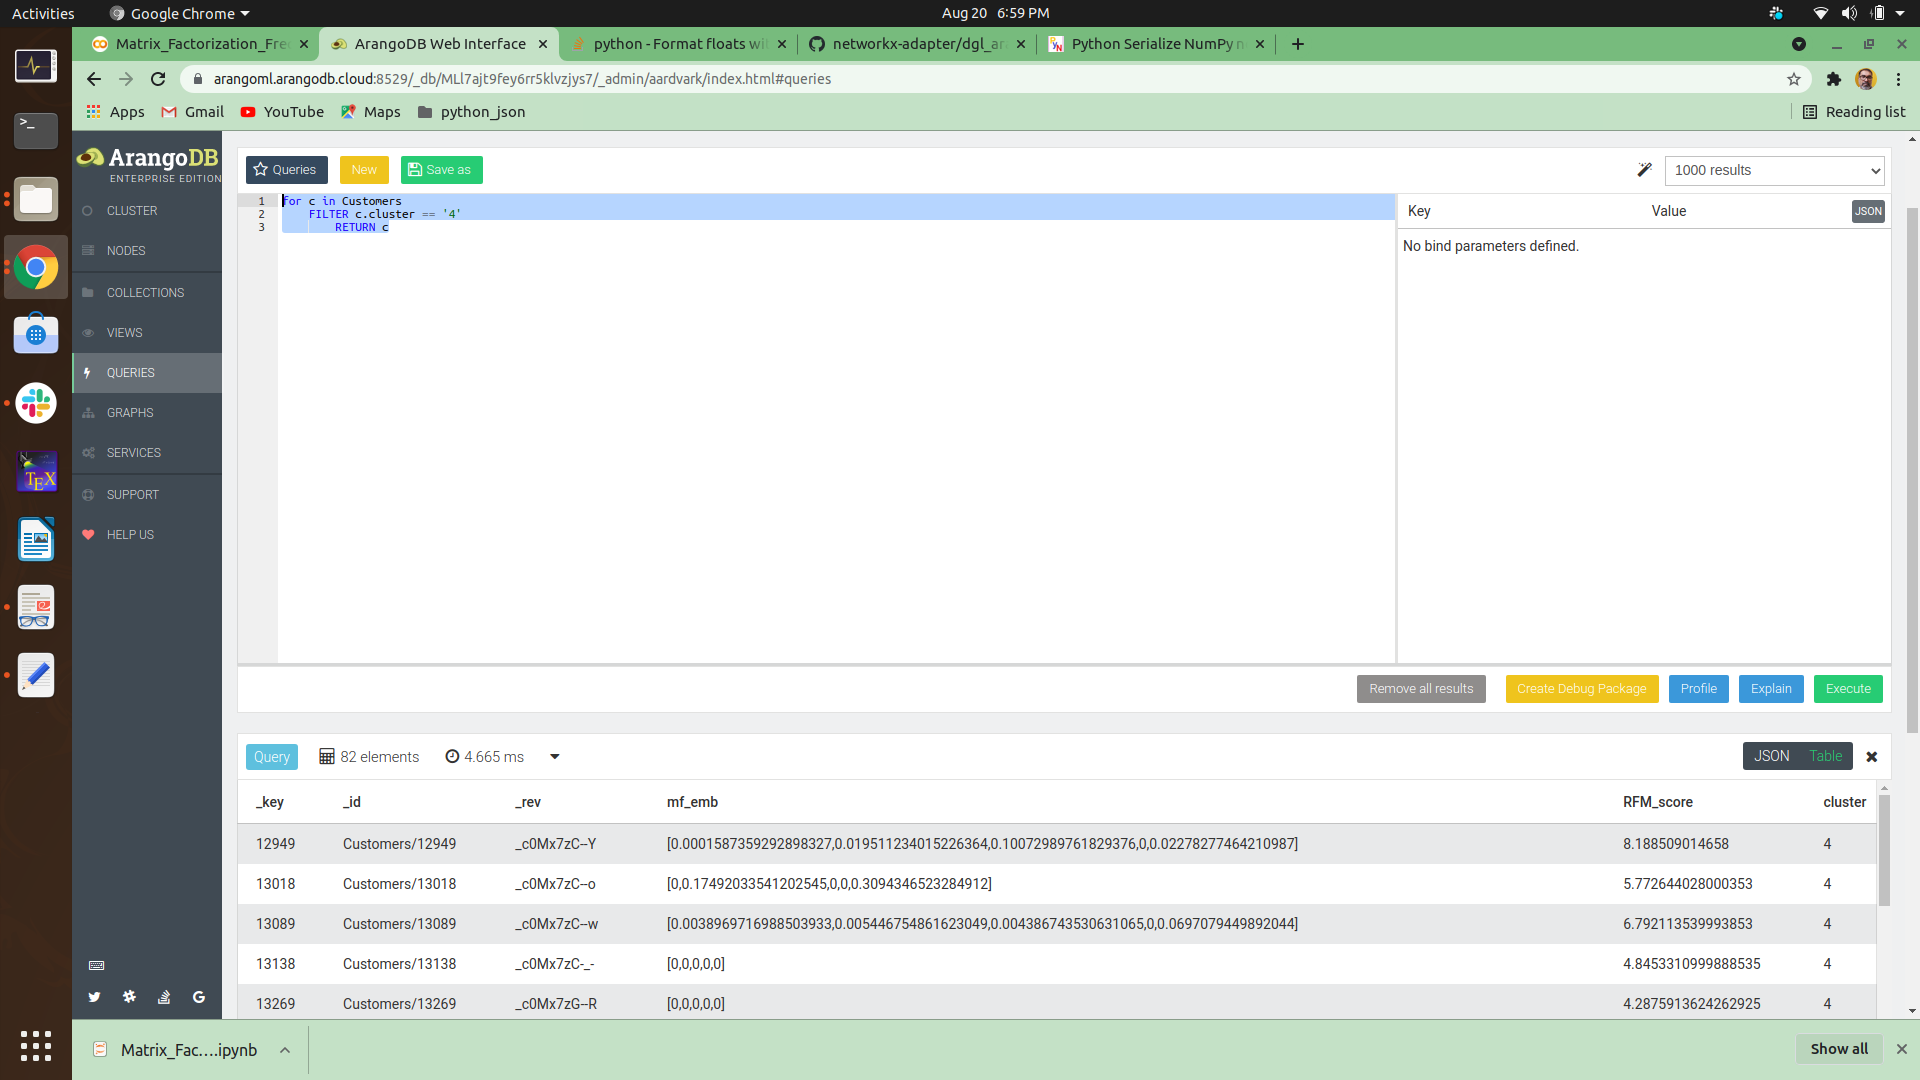 Activities Google Chrome Aug 20 6:59 PM
Matrix_Factorization_Fre ArangoDB Web Interface python - Format floats wi networkx-adapter/dgl_ar Python Serialize NumPy n
arangoml.arangodb.cloud:8529/_db/MLl7ajt9fey6rr5klvzjys7/_admin/aardvark/index.html#queries
Apps Gmail YouTube Maps python_json Reading list
ArangoDB
ENTERPRISE EDITION
CLUSTER
NODES
COLLECTIONS
VIEWS
QUERIES
GRAPHS
SERVICES
SUPPORT
HELP US
Queries New Save as 1000 results
1 for c in Customers
2 FILTER c.cluster == '4'
3 RETURN c
Key Value JSON
No bind parameters defined.
Remove all results Create Debug Package Profile Explain Execute
Query 82 elements 4.665 ms JSON Table
_key _id _rev mf_emb RFM_score cluster
12949 Customers/12949 _c0Mx7zC--Y [0.0001587359292898327,0.019511234015226364,0.10072989761829376,0,0.02278277464210987] 8.188509014658 4
13018 Customers/13018 _c0Mx7zC--o [0,0.17492033541202545,0,0,0.3094346523284912] 5.772644028000353 4
13089 Customers/13089 _c0Mx7zC--w [0.0038969716988503933,0.005446754861623049,0.004386743530631065,0,0.0697079449892044] 6.792113539993853 4
13138 Customers/13138 _c0Mx7zC-_- [0,0,0,0,0] 4.8453310999888535 4
13269 Customers/13269 _c0Mx7zG--R [0,0,0,0,0] 4.2875913624262925 4
Matrix_Fac....ipynb Show all